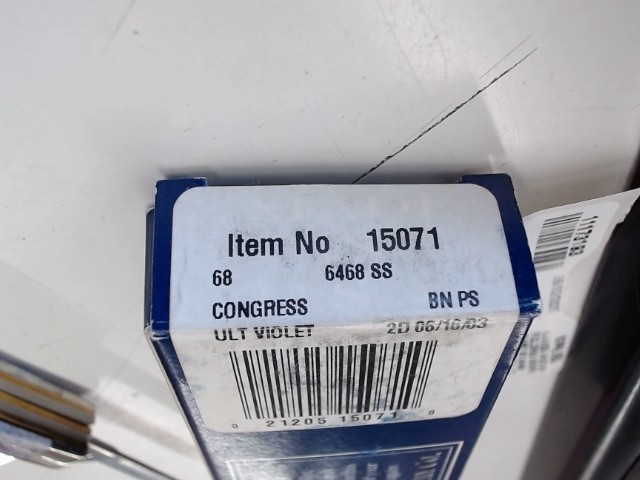 Item No 15071
68 6468 SS
CONGRESS BN PS
ULT VIOLET 2D 06/16/03
0 21205 15071 0